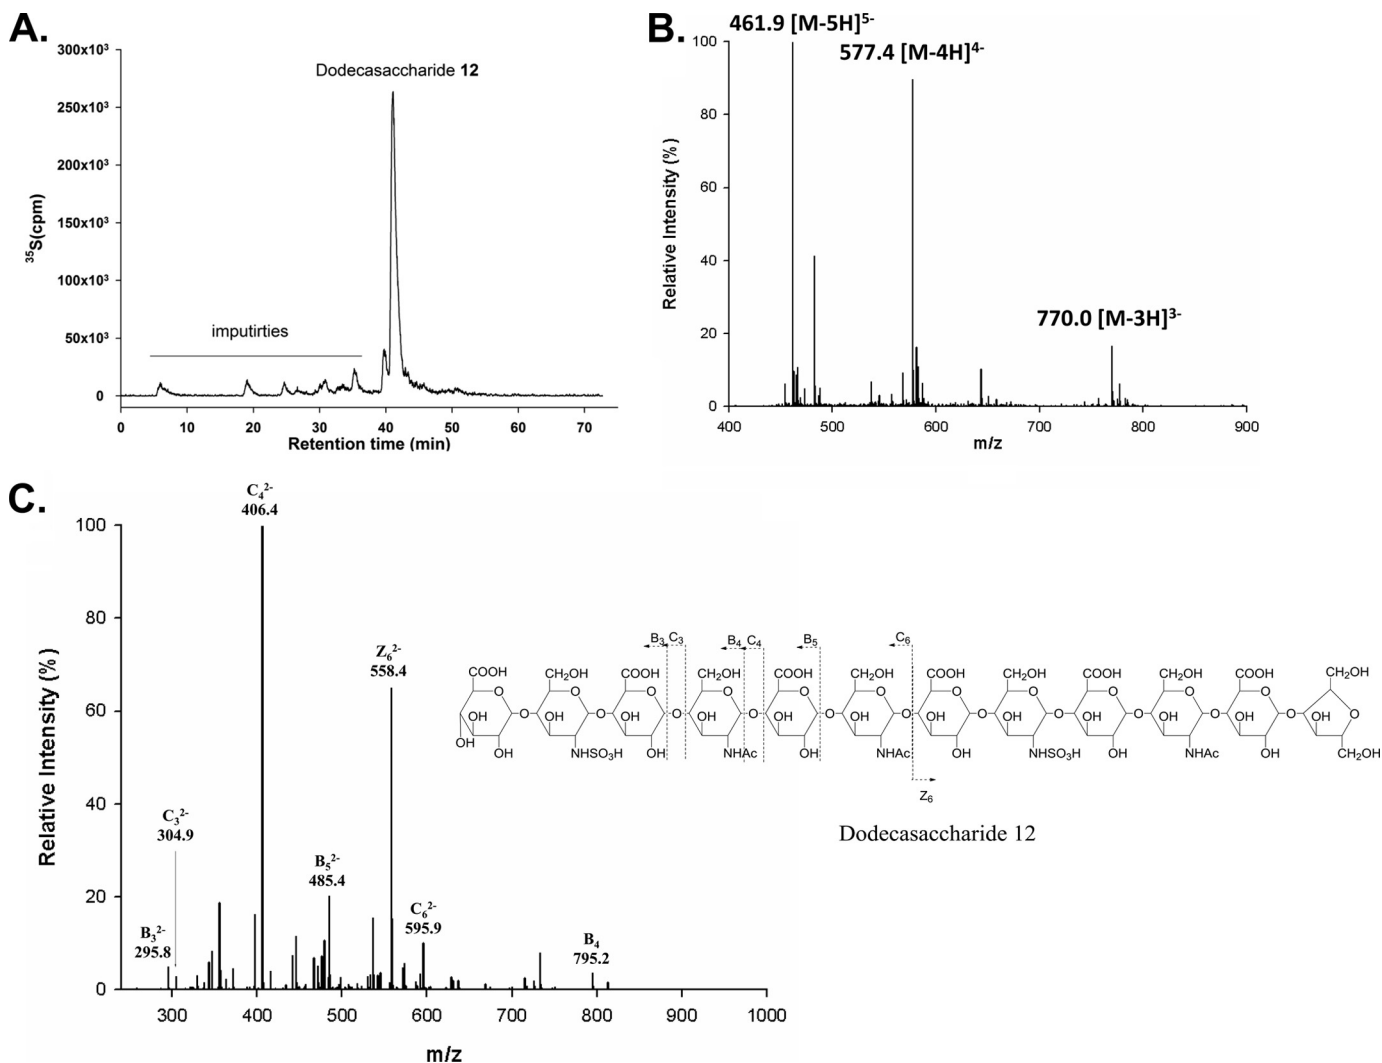 A.
300x10³
250x10³
200x10³
150x10³
100x10³
50x10³
0
³⁵S(cpm)
Dodecasaccharide 12
imputirties
0 10 20 30 40 50 60 70
Retention time (min)
B.
461.9 [M-5H]⁵⁻
577.4 [M-4H]⁴⁻
770.0 [M-3H]³⁻
100
80
60
40
20
0
Relative Intensity (%)
400 500 600 700 800 900
m/z
C.
C₄²⁻
406.4
Z₆²⁻
558.4
C₃²⁻
304.9
B₅²⁻
485.4
C₆²⁻
595.9
B₃²⁻
295.8
B₄
795.2
100
80
60
40
20
0
Relative Intensity (%)
300 400 500 600 700 800 900 1000
m/z
B₃ C₃ B₄ C₄ B₅ C₆
COOH CH₂OH COOH CH₂OH COOH CH₂OH COOH CH₂OH COOH CH₂OH COOH CH₂OH
O O O O O O O O O O O O
O O O O O O O O O O O
OH OH OH OH OH OH OH OH OH OH OH OH
OH OH NHSO₃H OH NHAc OH NHAc OH NHSO₃H OH NHAc OH CH₂OH
Z₆
Dodecasaccharide 12